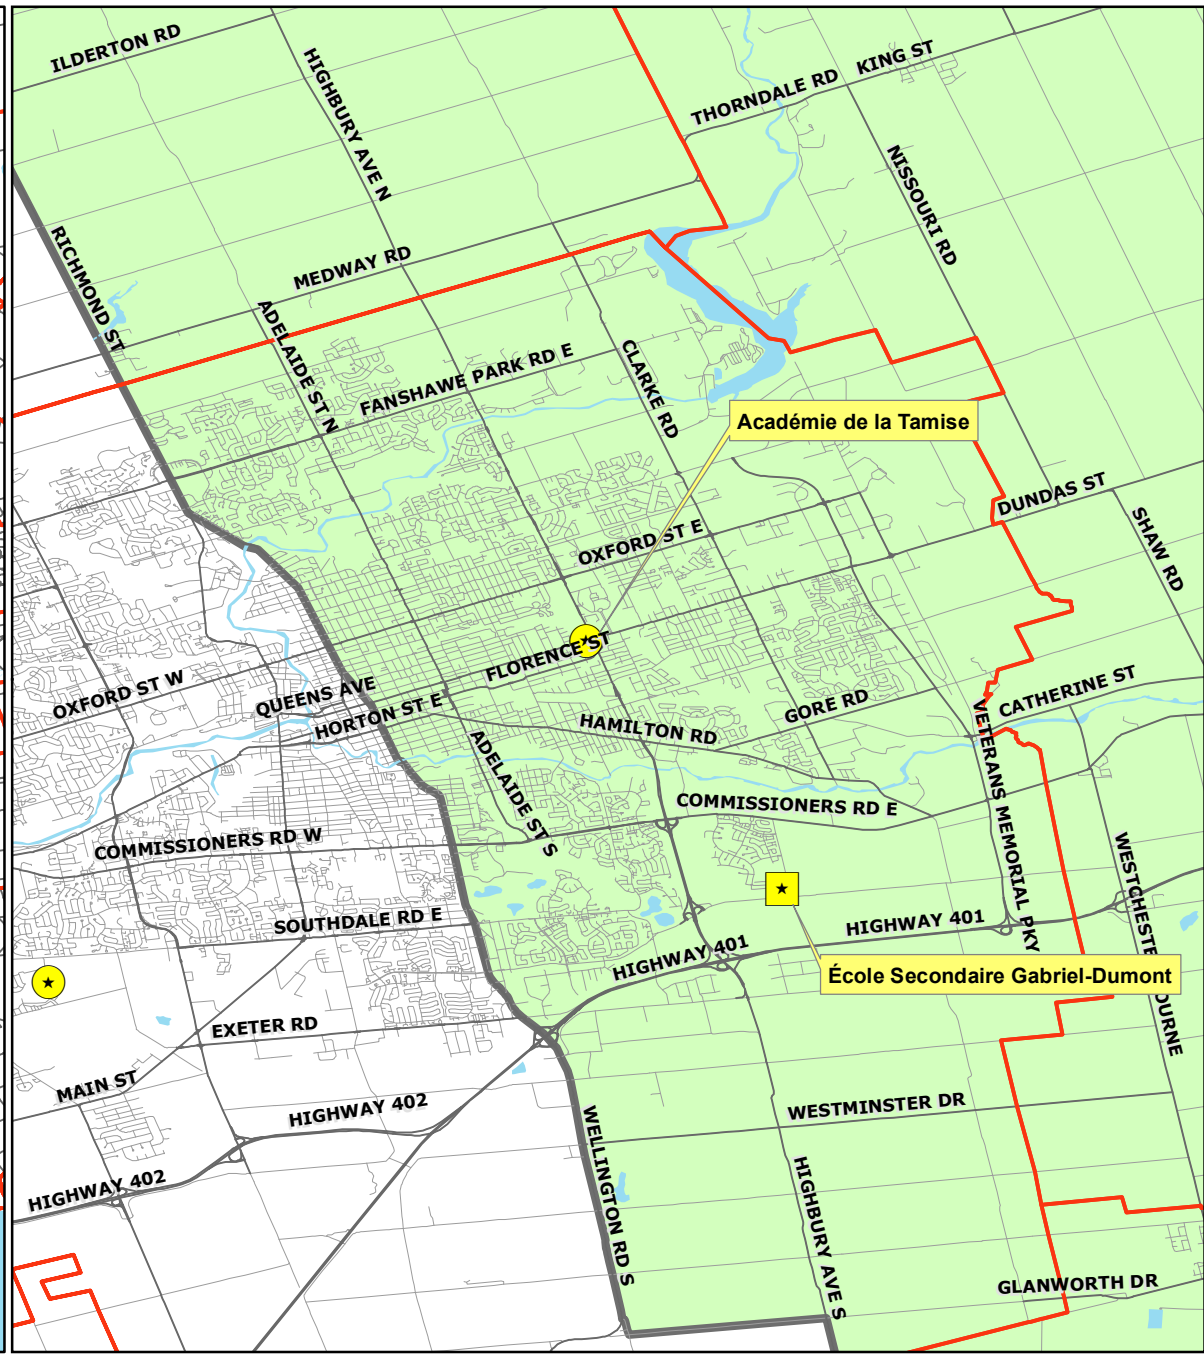 ILDERTON RD
HIGHBURY AVE N
THORNDALE RD
KING ST
NISSOURI RD
RICHMOND ST
MEDWAY RD
ADELAIDE ST N
FANSHAWE PARK RD E
CLARKE RD
Académie de la Tamise
DUNDAS ST
SHAW RD
OXFORD ST E
FLORENCE ST
OXFORD ST W
QUEENS AVE
HORTON ST E
HAMILTON RD
GORE RD
CATHERINE ST
VETERANS MEMORIAL PKY
ADELAIDE ST S
COMMISSIONERS RD E
COMMISSIONERS RD W
SOUTHDALE RD E
HIGHWAY 401
HIGHWAY 401
WESTCHESTE
OURNE
École Secondaire Gabriel-Dumont
EXETER RD
MAIN ST
HIGHWAY 402
HIGHWAY 402
WESTMINSTER DR
WELLINGTON RD S
HIGHBURY AVE S
GLANWORTH DR